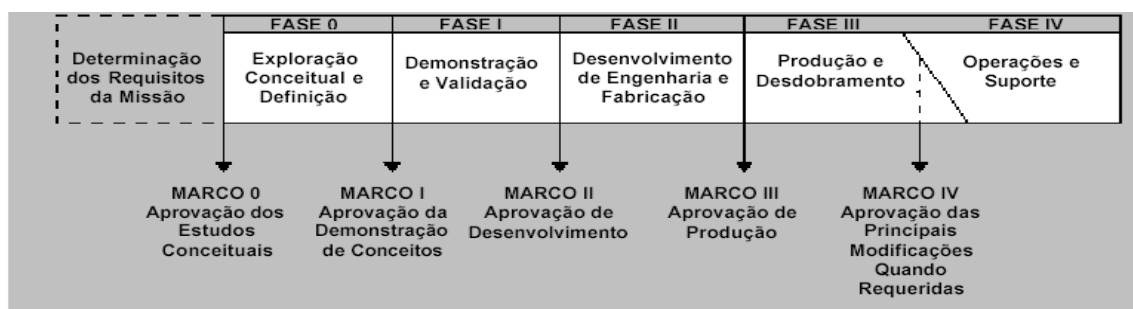 FASE 0
FASE I
FASE II
FASE III
FASE IV
Determinação
dos Requisitos
da Missão
Exploração
Conceitual e
Definição
Demonstração
e Validação
Desenvolvimento
de Engenharia e
Fabricação
Produção e
Desdobramento
Operações e
Suporte
MARCO 0
Aprovação dos
Estudos
Conceituais
MARCO I
Aprovação da
Demonstração
de Conceitos
MARCO II
Aprovação de
Desenvolvimento
MARCO III
Aprovação de
Produção
MARCO IV
Aprovação das
Principais
Modificações
Quando
Requeridas